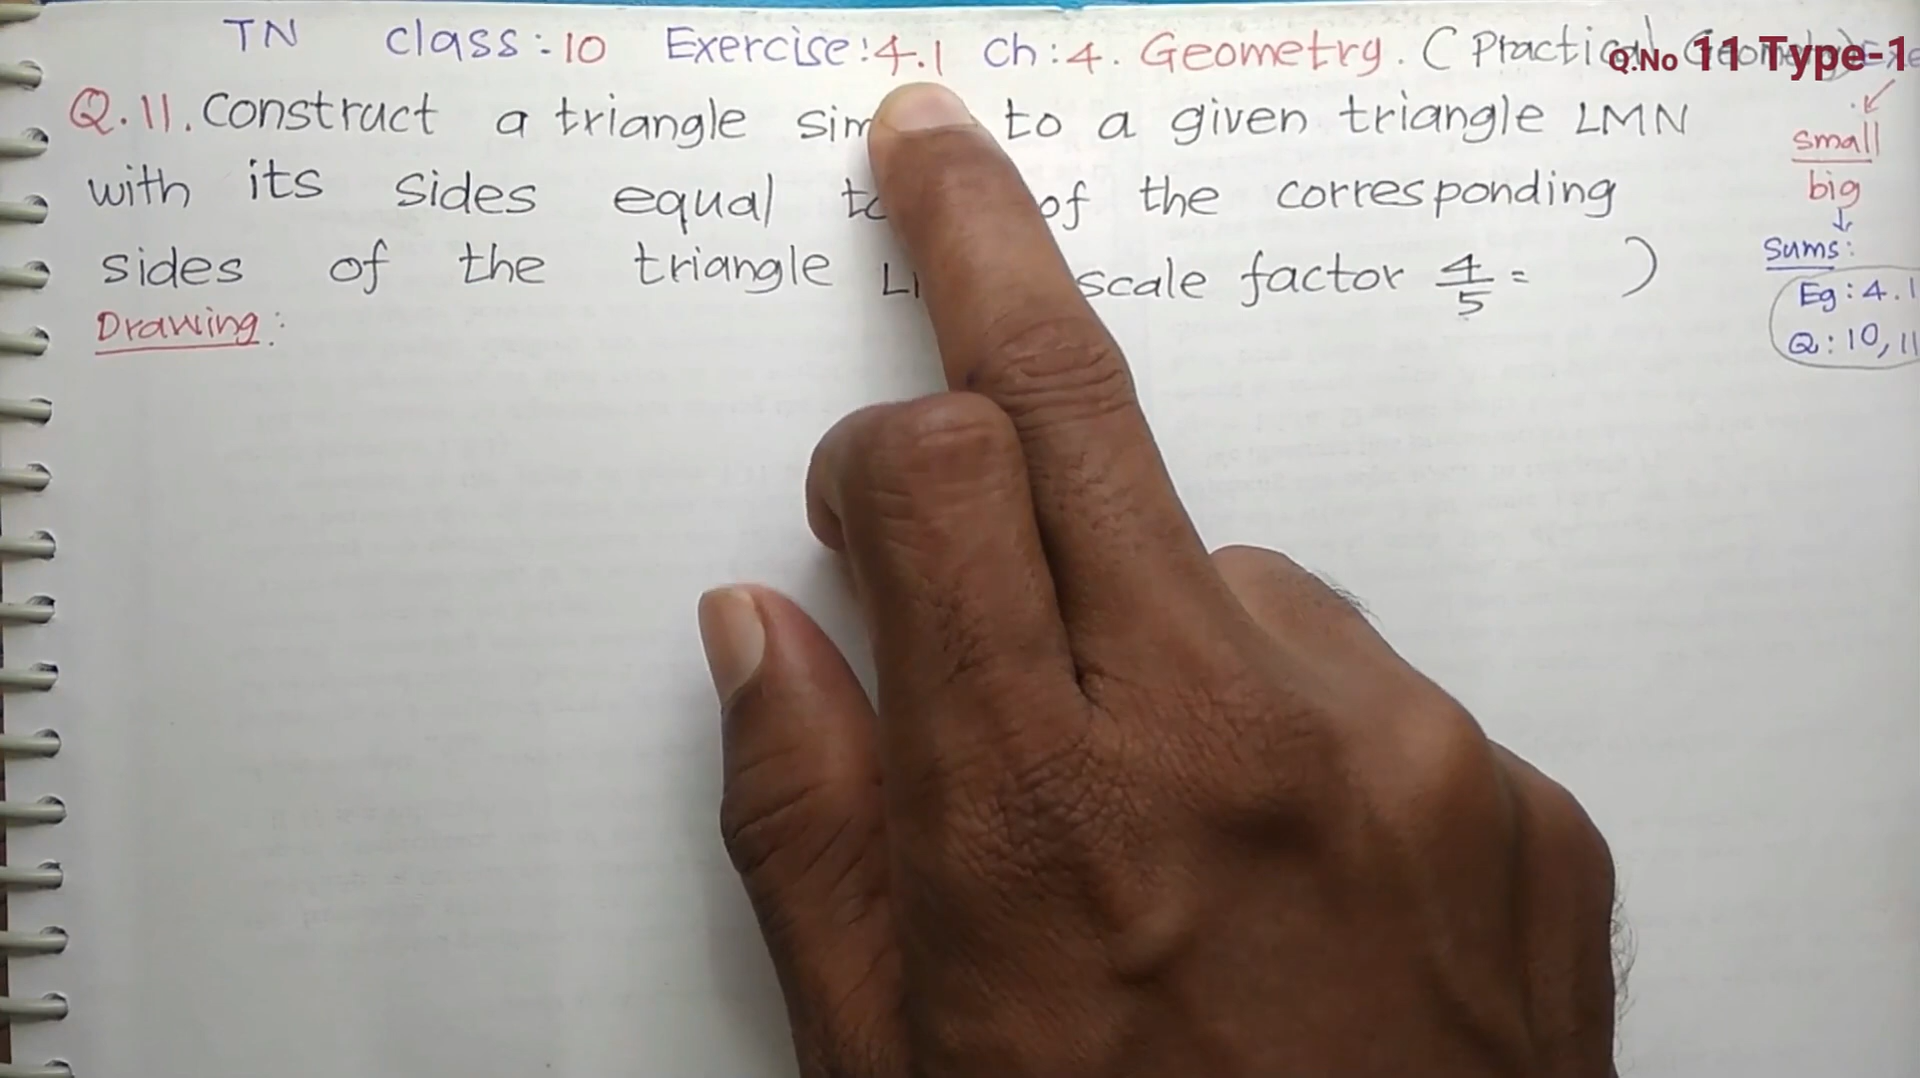 TN class:10 Exercise:4.1 Ch:4. Geometry. (Practical
Q.No 11 Type-1
Q.11. Construct a triangle to a given triangle LMN
with its sides equal of the corresponding
sides of the triangle scale factor 4/5 = )
Drawing:
small
big
Sums:
Eg:4.1
Q:10,11